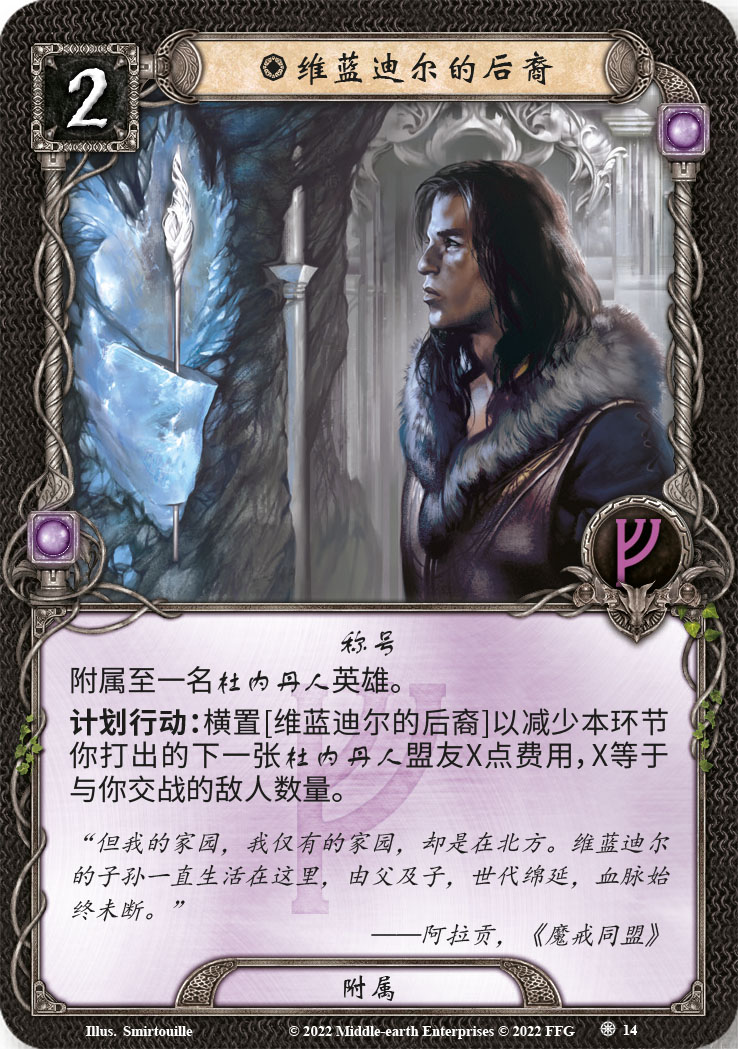 2
维蓝迪尔的后裔
称号
附属至一名杜内丹人英雄。
计划行动：横置[维蓝迪尔的后裔]以减少本环节
你打出的下一张杜内丹人盟友X点费用，X等于
与你交战的敌人数量。
“但我的家园，我仅有的家园，却是在北方。维蓝迪尔
的子孙一直生活在这里，由父及子，世代绵延，血脉始
终未断。”
——阿拉贡，《魔戒同盟》
附属
Illus. Smirtouille © 2022 Middle-earth Enterprises © 2022 FFG 14